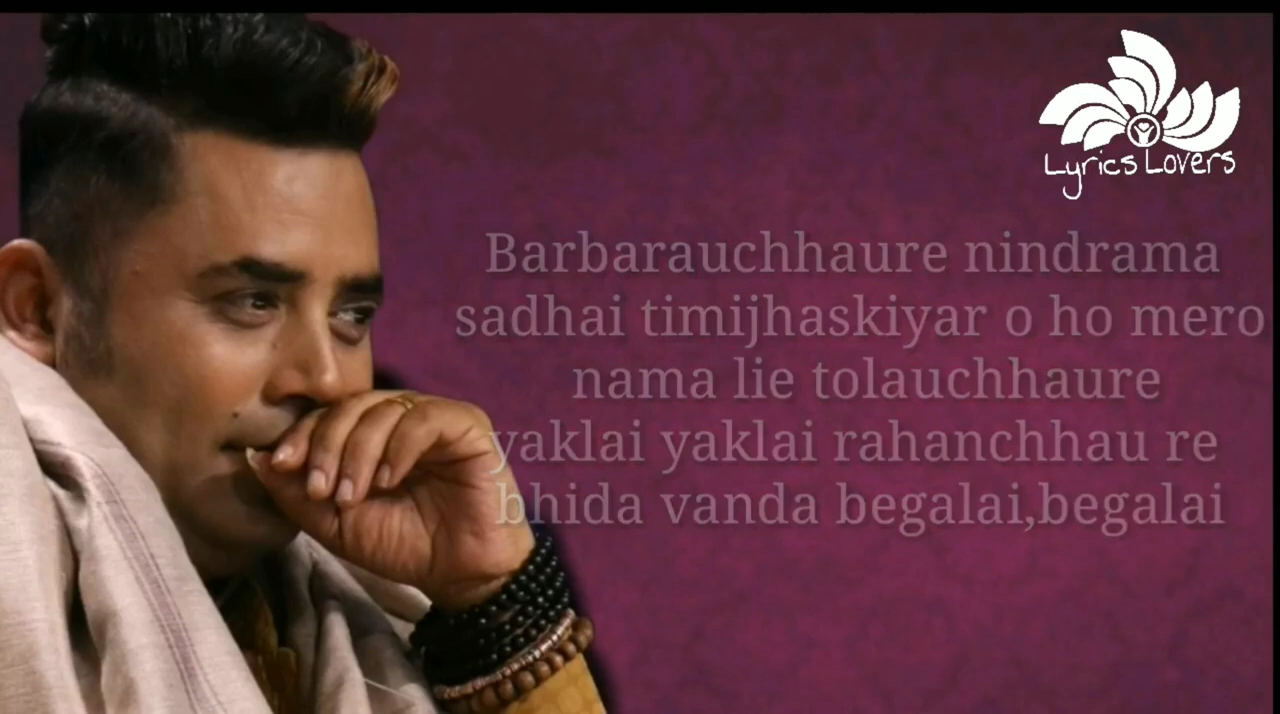 Lyrics Lovers
Barbarauchhaure nindrama
sadhai timijhaskiyar o ho mero
nama lie tolauchhaure
yaklai yaklai rahanchhau re
bhida vanda begalai,begalai